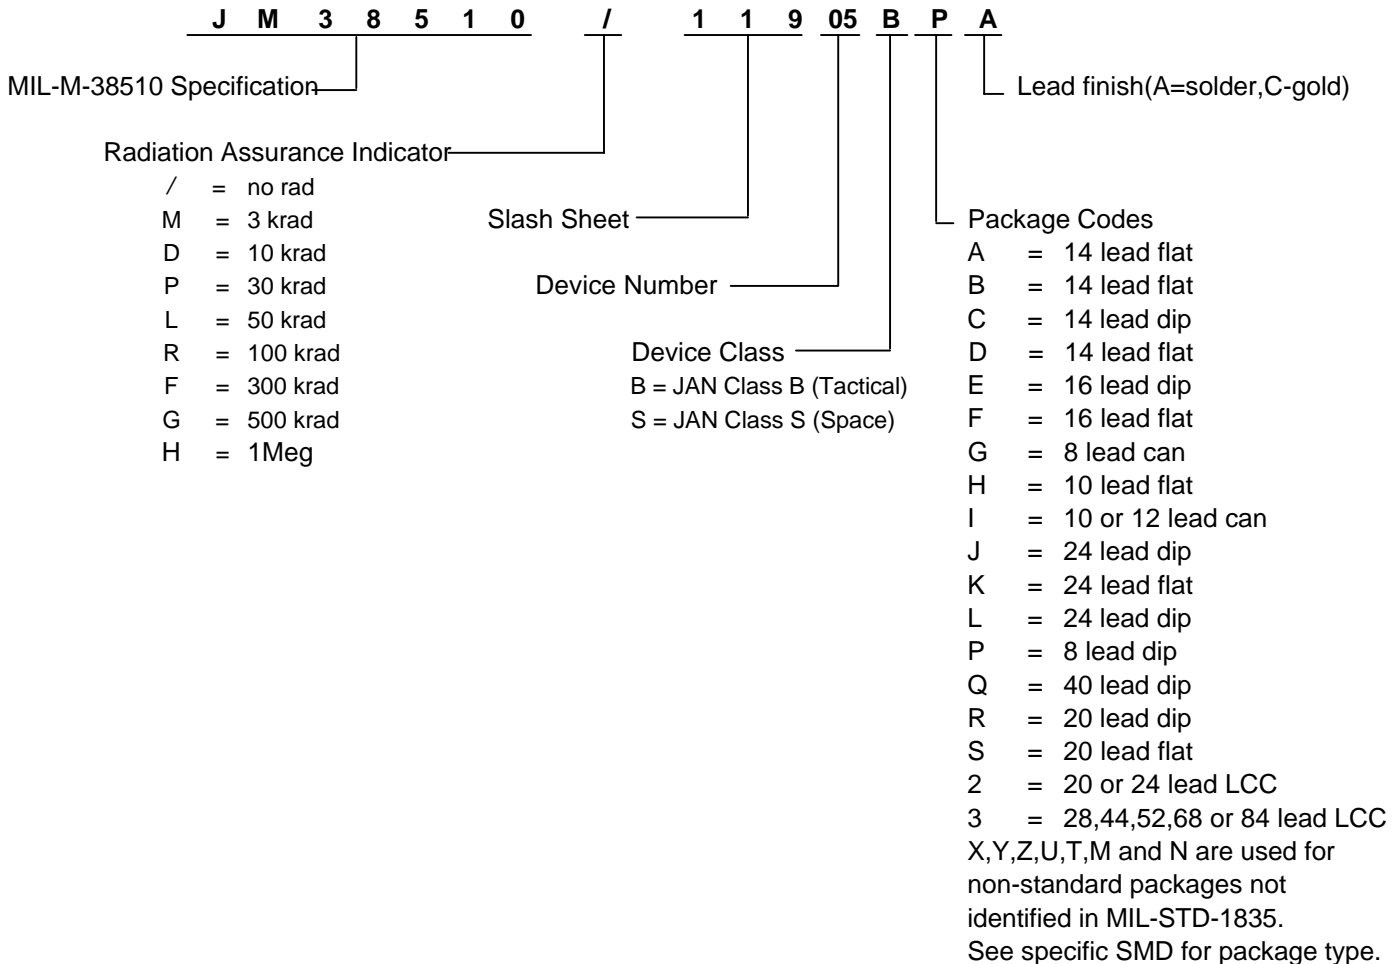 J M 3 8 5 1 0 / 1 1 9 05 B P A
MIL-M-38510 Specification
Lead finish(A=solder,C-gold)
Radiation Assurance Indicator
/ = no rad
M = 3 krad
D = 10 krad
P = 30 krad
L = 50 krad
R = 100 krad
F = 300 krad
G = 500 krad
H = 1Meg
Slash Sheet
Device Number
Device Class
B = JAN Class B (Tactical)
S = JAN Class S (Space)
Package Codes
A = 14 lead flat
B = 14 lead flat
C = 14 lead dip
D = 14 lead flat
E = 16 lead dip
F = 16 lead flat
G = 8 lead can
H = 10 lead flat
I = 10 or 12 lead can
J = 24 lead dip
K = 24 lead flat
L = 24 lead dip
P = 8 lead dip
Q = 40 lead dip
R = 20 lead dip
S = 20 lead flat
2 = 20 or 24 lead LCC
3 = 28,44,52,68 or 84 lead LCC
X,Y,Z,U,T,M and N are used for
non-standard packages not
identified in MIL-STD-1835.
See specific SMD for package type.